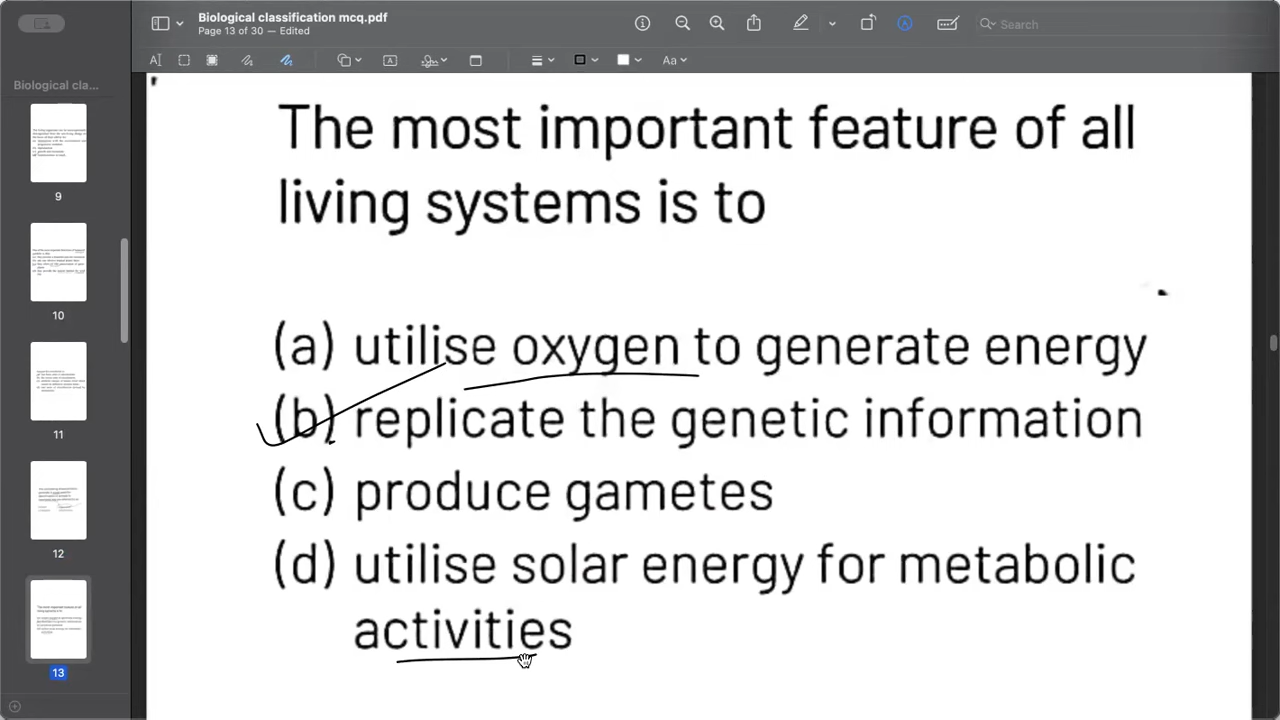 Biological classification mcq.pdf
Page 13 of 30 — Edited
Search
Aa
Biological cla...
9
10
11
12
13
The most important feature of all
living systems is to
(a) utilise oxygen to generate energy
(b) replicate the genetic information
(c) produce gametes
(d) utilise solar energy for metabolic
activities